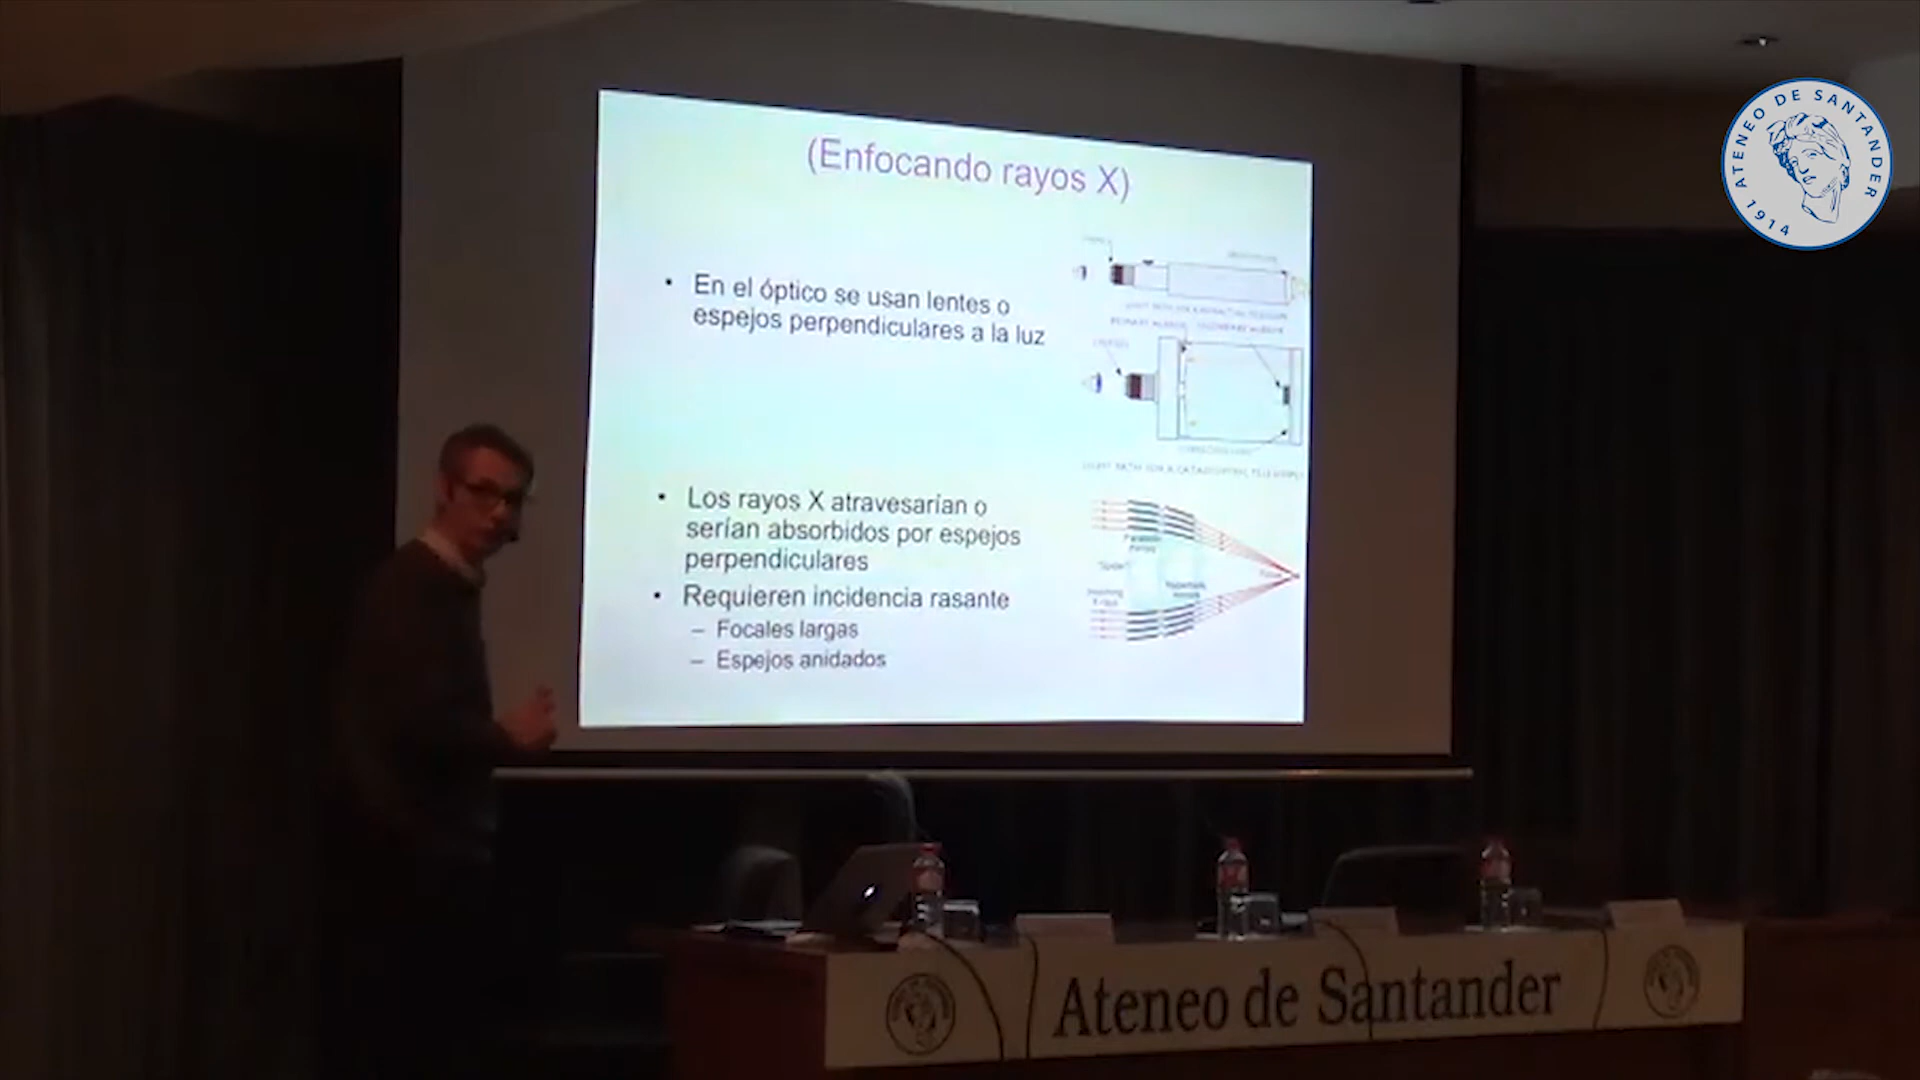 ATENEO DE SANTANDER
1914
(Enfocando rayos X)
• En el óptico se usan lentes o
espejos perpendiculares a la luz
• Los rayos X atravesarían o
serían absorbidos por espejos
perpendiculares
• Requieren incidencia rasante
– Focales largas
– Espejos anidados
Ateneo de Santander